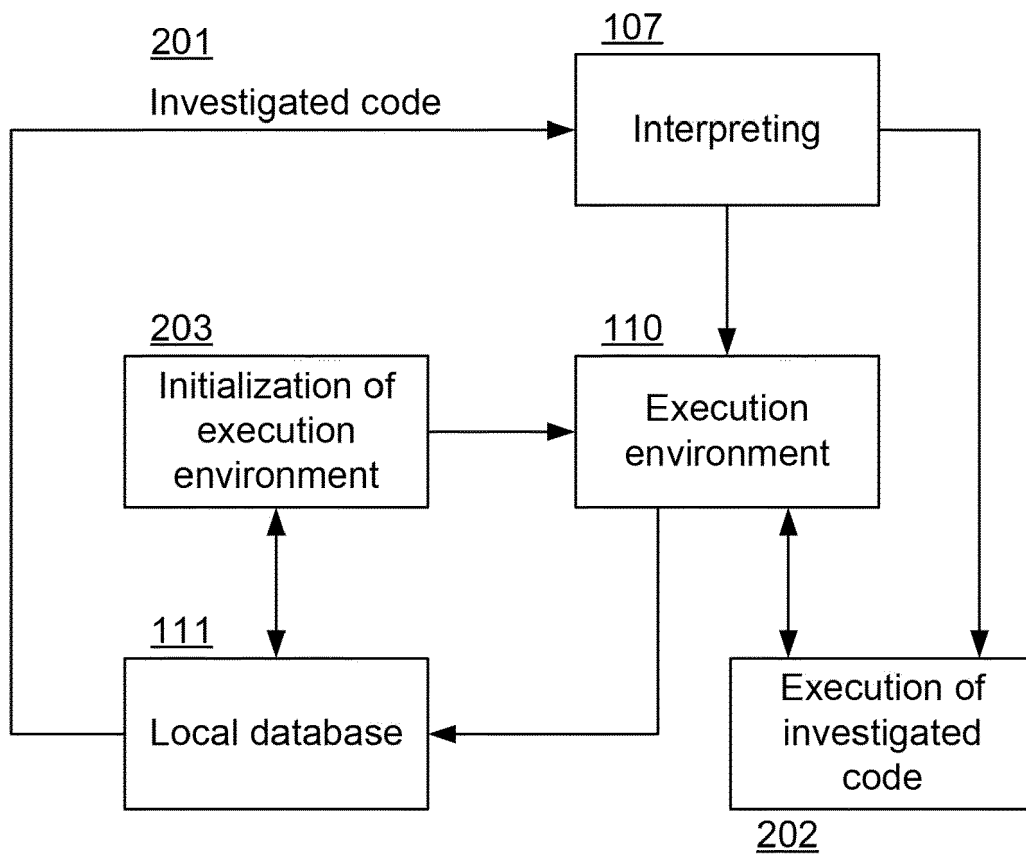 201
Investigated code
107
Interpreting
203
Initialization of
execution
environment
110
Execution
environment
111
Local database
Execution of
investigated
code
202